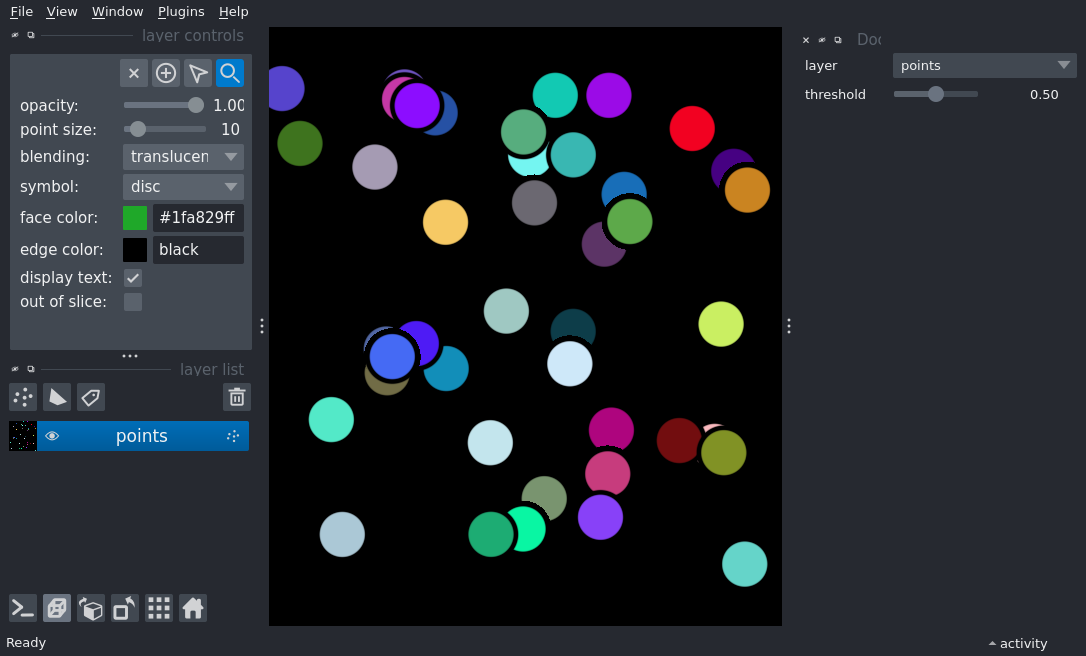 File View Window Plugins Help
layer controls
opacity: 1.00
point size: 10
blending: translucen
symbol: disc
face color: #1fa829ff
edge color: black
display text:
out of slice:
layer list
points
Ready
Doc
layer points
threshold 0.50
activity